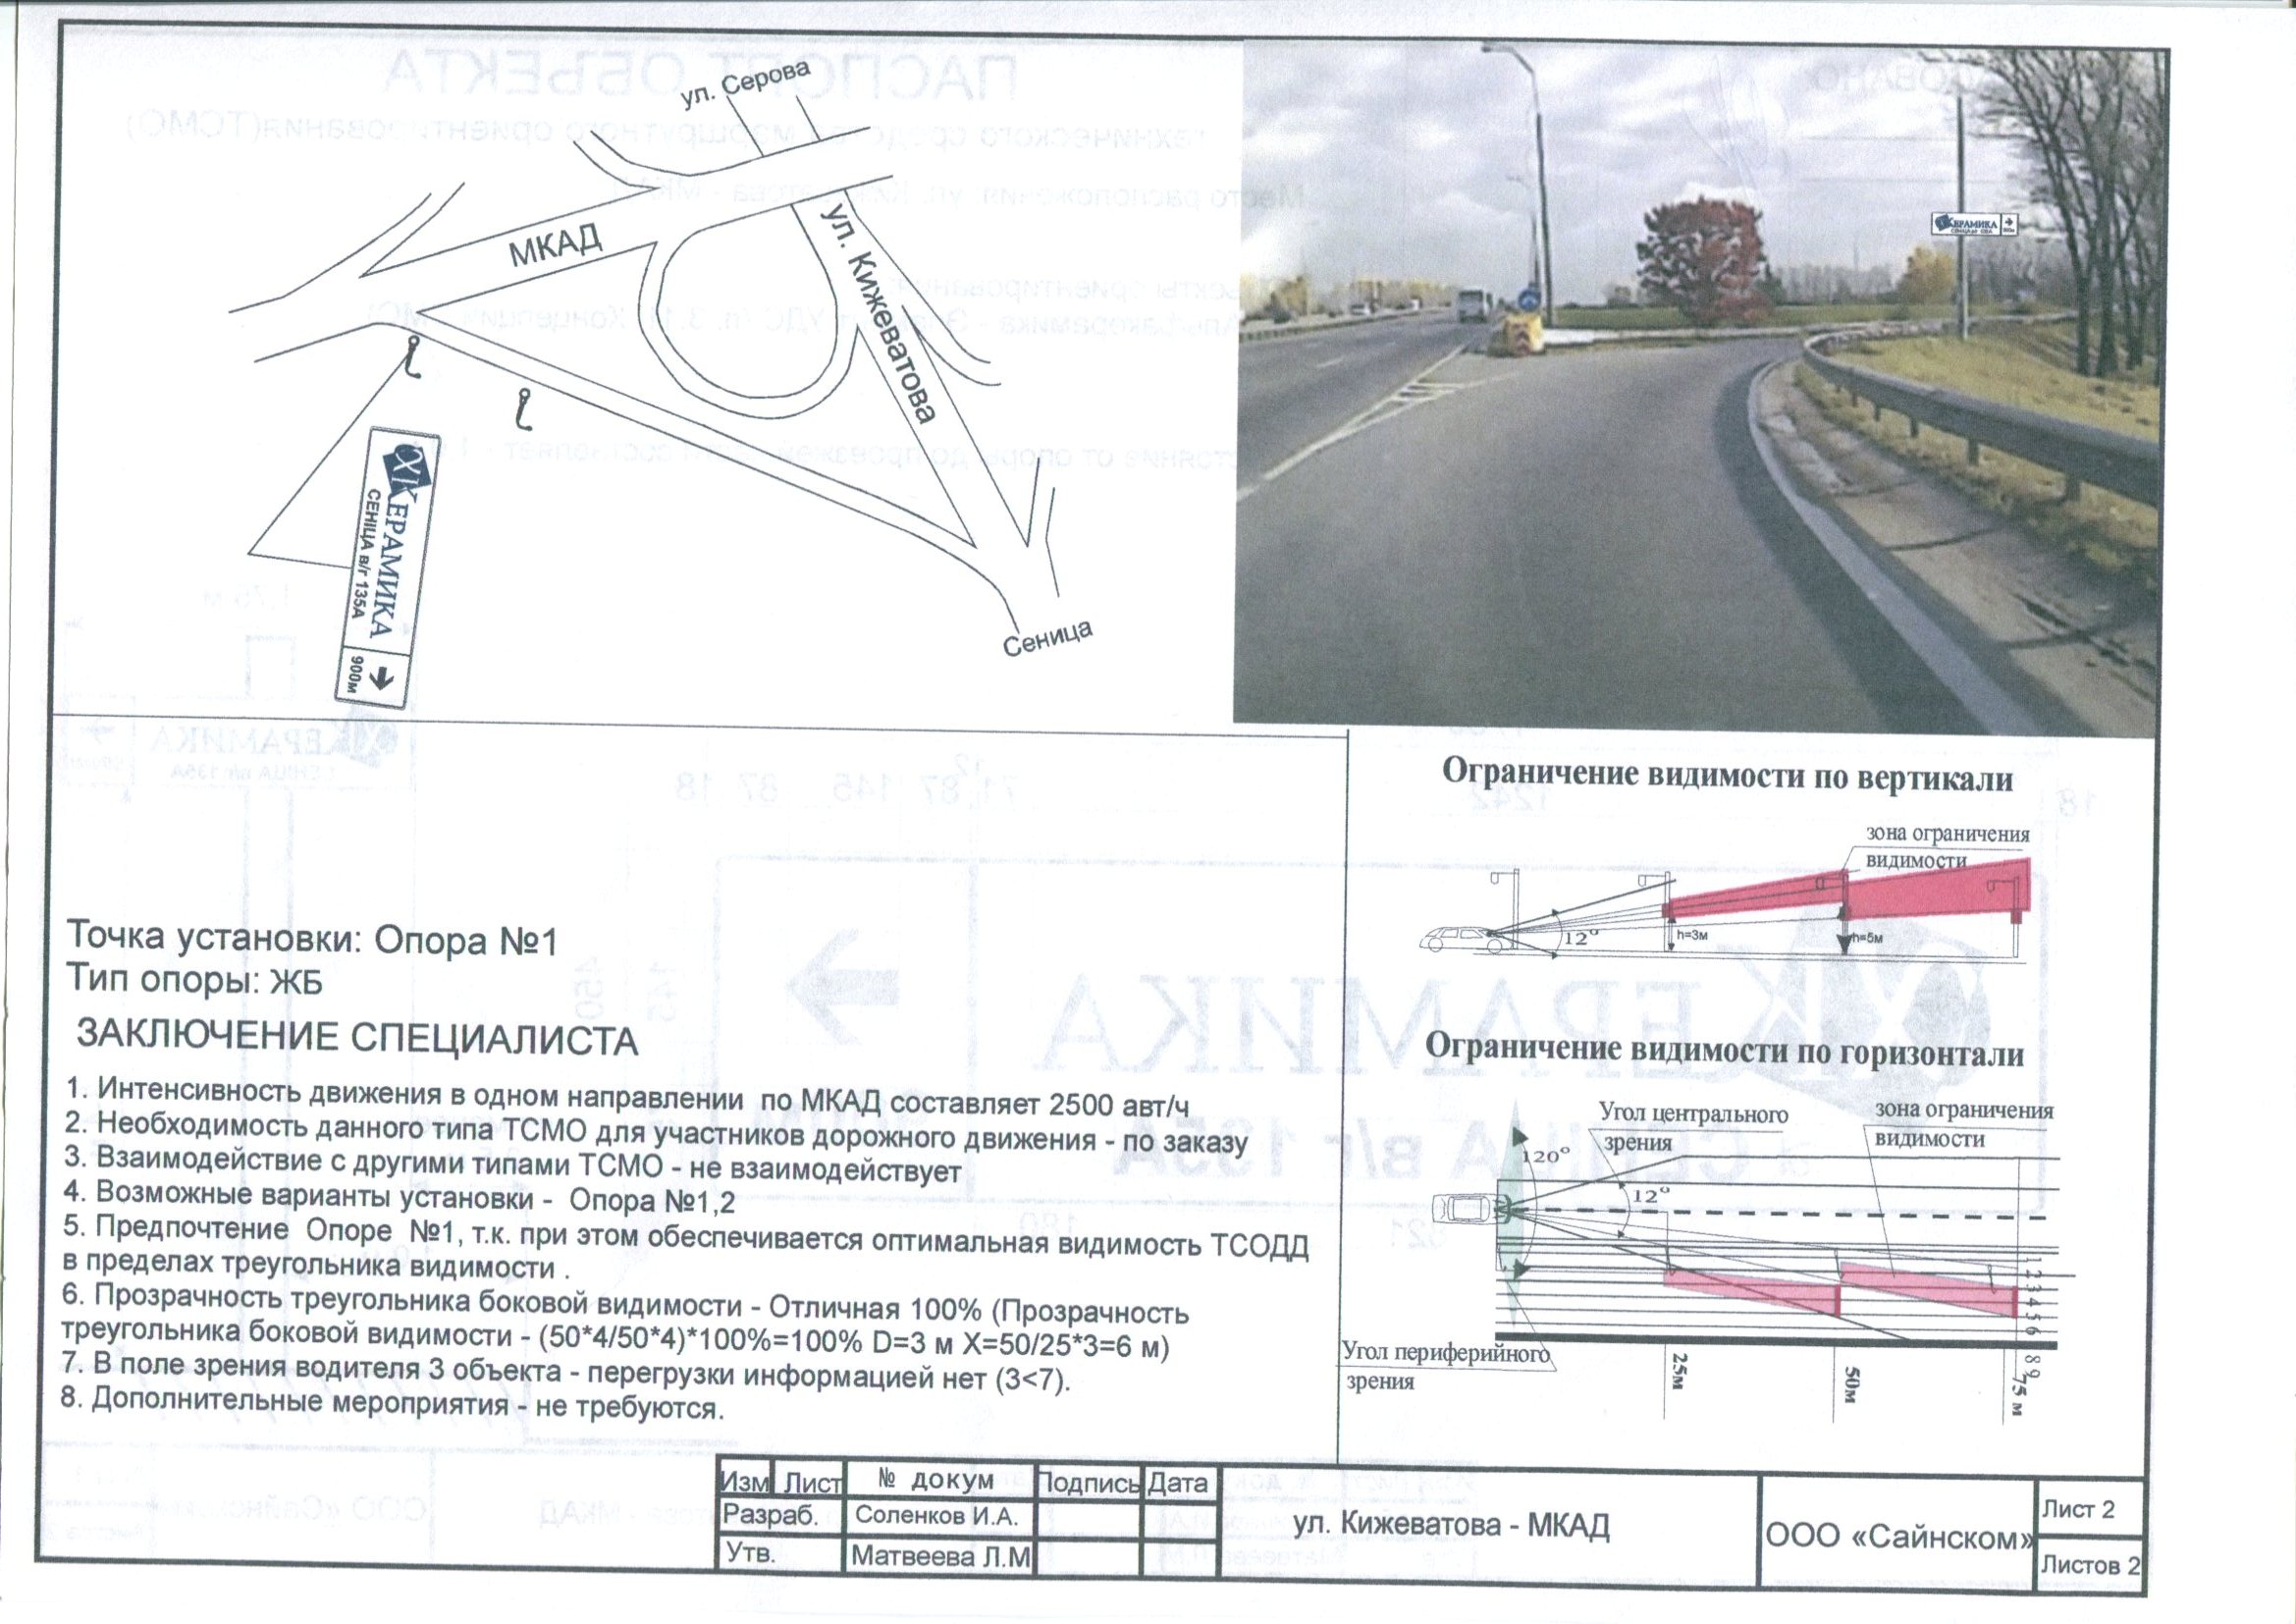 ул. Серова
МКАД
ул. Кижеватова
Сеница
ЕРАМИКА
СЕНІЦА в/г 135А
900м
ЕРАМИКА
Точка установки: Опора №1
Тип опоры: ЖБ
ЗАКЛЮЧЕНИЕ СПЕЦИАЛИСТА
1. Интенсивность движения в одном направлении по МКАД составляет 2500 авт/ч
2. Необходимость данного типа ТСМО для участников дорожного движения - по заказу
3. Взаимодействие с другими типами ТСМО - не взаимодействует
4. Возможные варианты установки - Опора №1,2
5. Предпочтение Опоре №1, т.к. при этом обеспечивается оптимальная видимость ТСОДД
в пределах треугольника видимости .
6. Прозрачность треугольника боковой видимости - Отличная 100% (Прозрачность
треугольника боковой видимости - (50*4/50*4)*100%=100% D=3 м X=50/25*3=6 м)
7. В поле зрения водителя 3 объекта - перегрузки информацией нет (3<7).
8. Дополнительные мероприятия - не требуются.
Ограничение видимости по вертикали
зона ограничения
видимости
12°
h=3м
h=5м
Ограничение видимости по горизонтали
Угол центрального
зрения
зона ограничения
видимости
120°
12°
1 2 3 4 5 6 8 9
Угол периферийного
зрения
25м
50м
75 м
Изм Лист № докум Подпись Дата
Разраб. Соленков И.А.
Утв. Матвеева Л.М
ул. Кижеватова - МКАД
ООО «Сайнском»
Лист 2
Листов 2